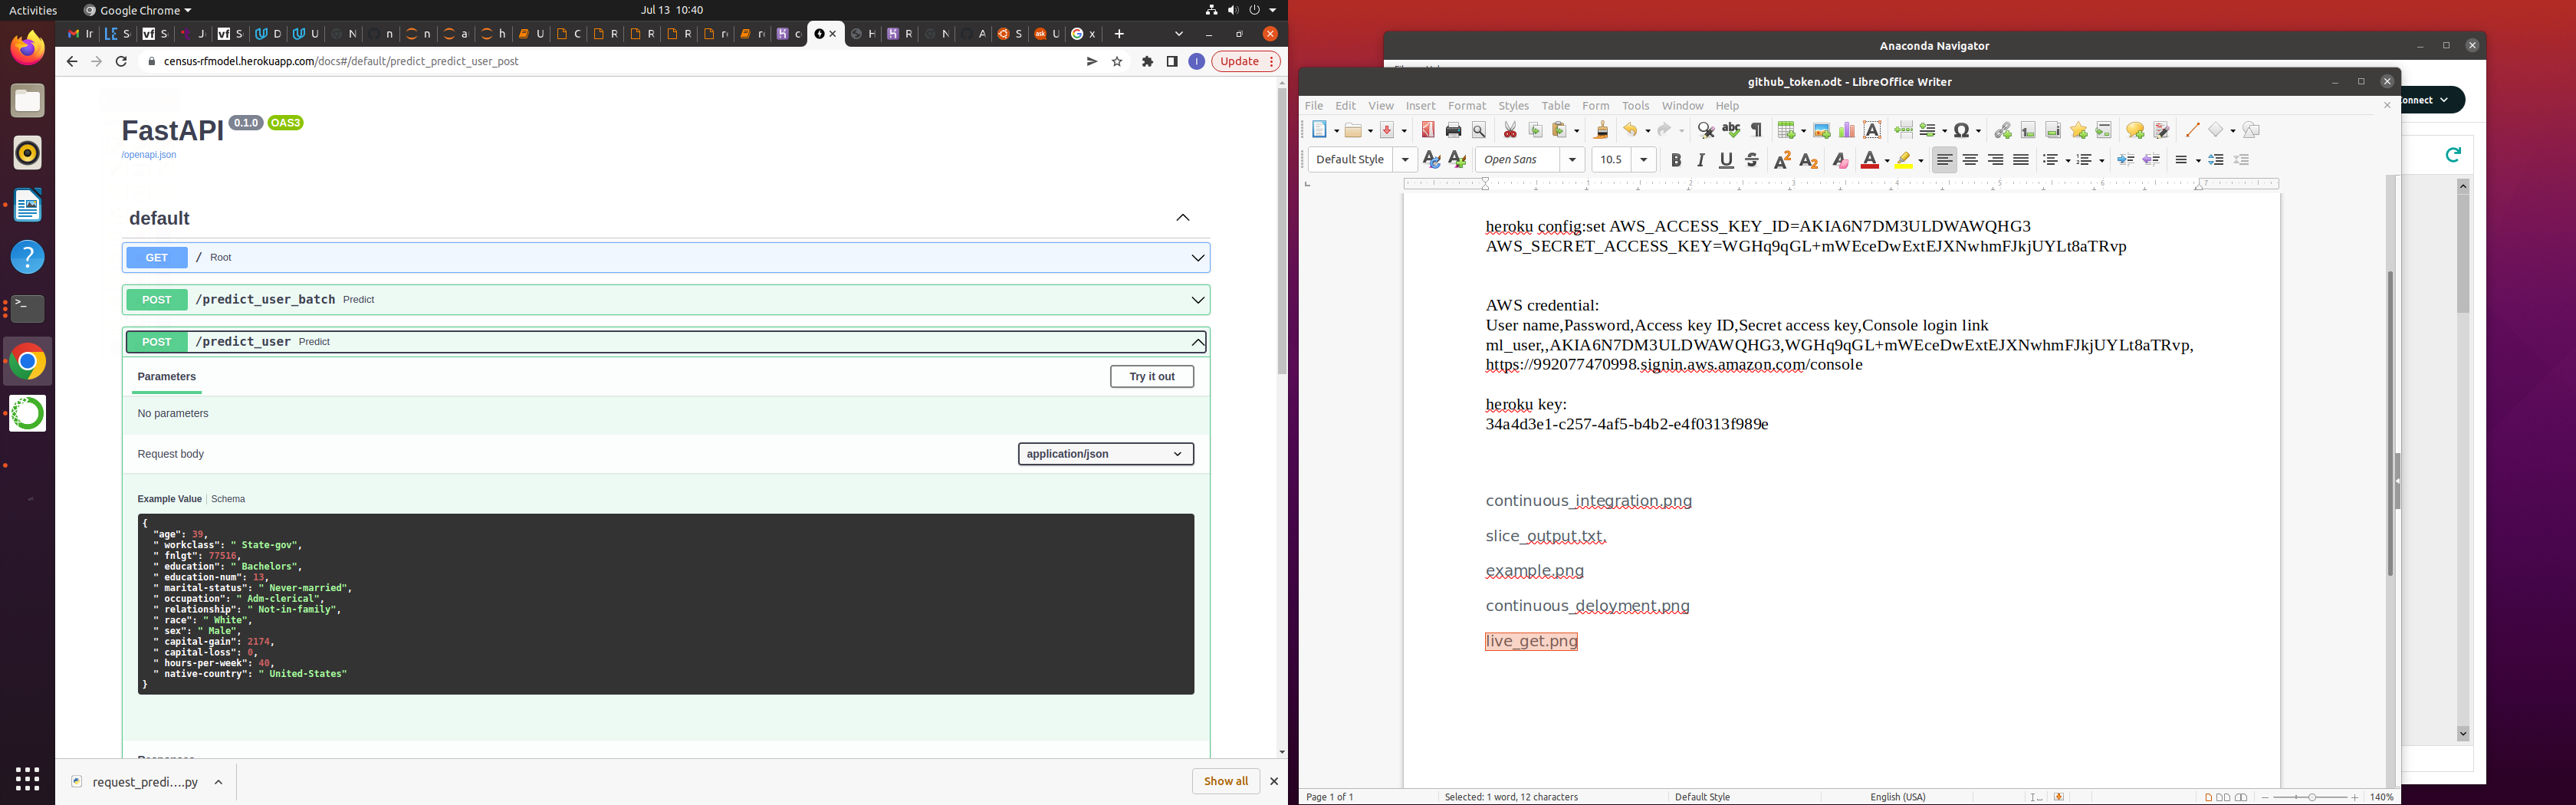 Activities
Google Chrome
Jul 13 10:40
Update
census-rfmodel.herokuapp.com/docs#/default/predict_predict_user_post
FastAPI 0.1.0 OAS3
/openapi.json
default
GET / Root
POST /predict_user_batch Predict
POST /predict_user Predict
Parameters
Try it out
No parameters
Request body
application/json
Example Value | Schema
{
"age": 39,
" workclass": " State-gov",
" fnlgt": 77516,
" education": " Bachelors",
" education-num": 13,
" marital-status": " Never-married",
" occupation": " Adm-clerical",
" relationship": " Not-in-family",
" race": " White",
" sex": " Male",
" capital-gain": 2174,
" capital-loss": 0,
" hours-per-week": 40,
" native-country": " United-States"
}
request_predi....py
Show all
Anaconda Navigator
onnect
github_token.odt - LibreOffice Writer
File Edit View Insert Format Styles Table Form Tools Window Help
Default Style
Open Sans
10.5
heroku config:set AWS_ACCESS_KEY_ID=AKIA6N7DM3ULDWAWQHG3
AWS_SECRET_ACCESS_KEY=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
AWS credential:
User name,Password,Access key ID,Secret access key,Console login link
ml_user,,AKIA6N7DM3ULDWAWQHG3,WGHq9qGL+mWEceDwExtEJXNwhmFJkjUYLt8aTRvp,
https://992077470998.signin.aws.amazon.com/console
heroku key:
34a4d3e1-c257-4af5-b4b2-e4f0313f989e
continuous_integration.png
slice_output.txt.
example.png
continuous_deloyment.png
live_get.png
Page 1 of 1
Selected: 1 word, 12 characters
Default Style
English (USA)
140%